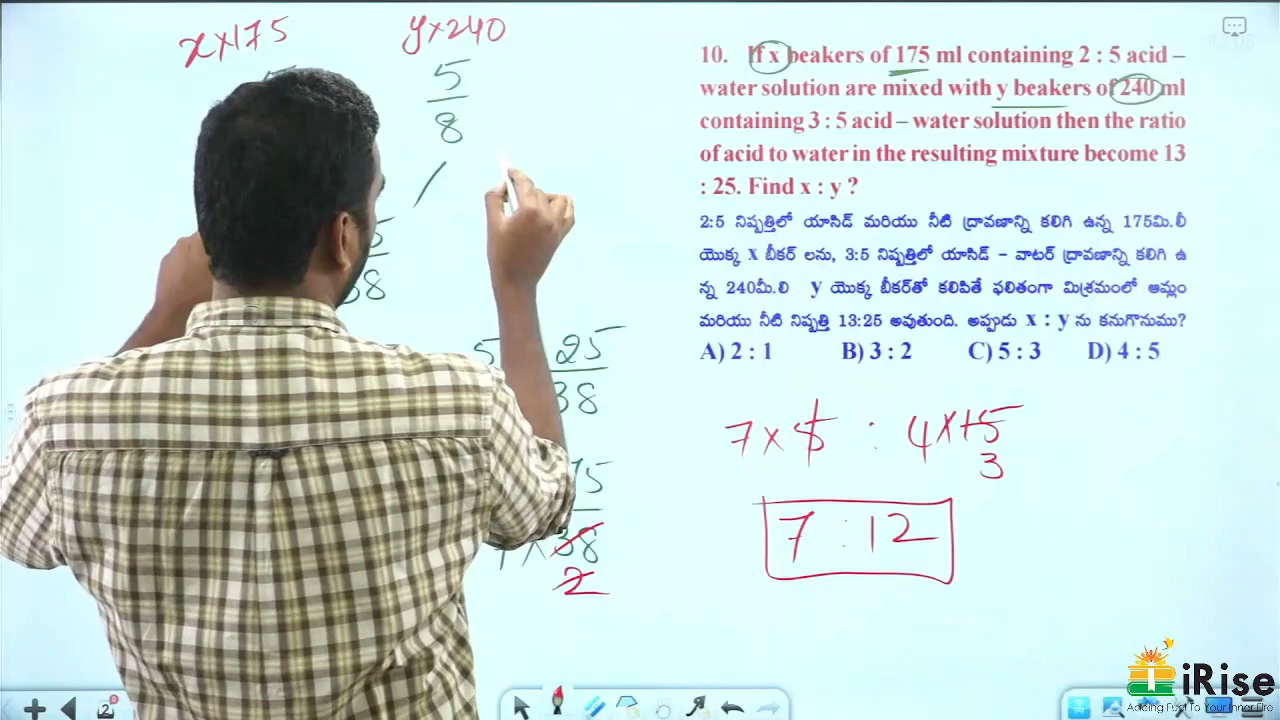 x×175
y×240
5
8
5
38
5
25
38
5
38
2
10. If x beakers of 175 ml containing 2 : 5 acid –
water solution are mixed with y beakers of 240 ml
containing 3 : 5 acid – water solution then the ratio
of acid to water in the resulting mixture become 13
: 25. Find x : y ?
2:5 నిష్పత్తిలో యాసిడ్ మరియు నీటి ద్రావణాన్ని కలిగి ఉన్న 175మి.లీ
యొక్క x బీకర్ లను, 3:5 నిష్పత్తిలో యాసిడ్ – వాటర్ ద్రావణాన్ని కలిగి ఉ
న్న 240మీ.లి y యొక్క బీకర్‌తో కలిపితే ఫలితంగా మిశ్రమంలో ఆమ్లం
మరియు నీటి నిష్పత్తి 13:25 అవుతుంది. అప్పుడు x : y ను కనుగొనుము?
A) 2 : 1 B) 3 : 2 C) 5 : 3 D) 4 : 5
7 × 5 : 4 × 15
3
7 : 12
2
iRise
Adding Fuel To Your Inner Fire